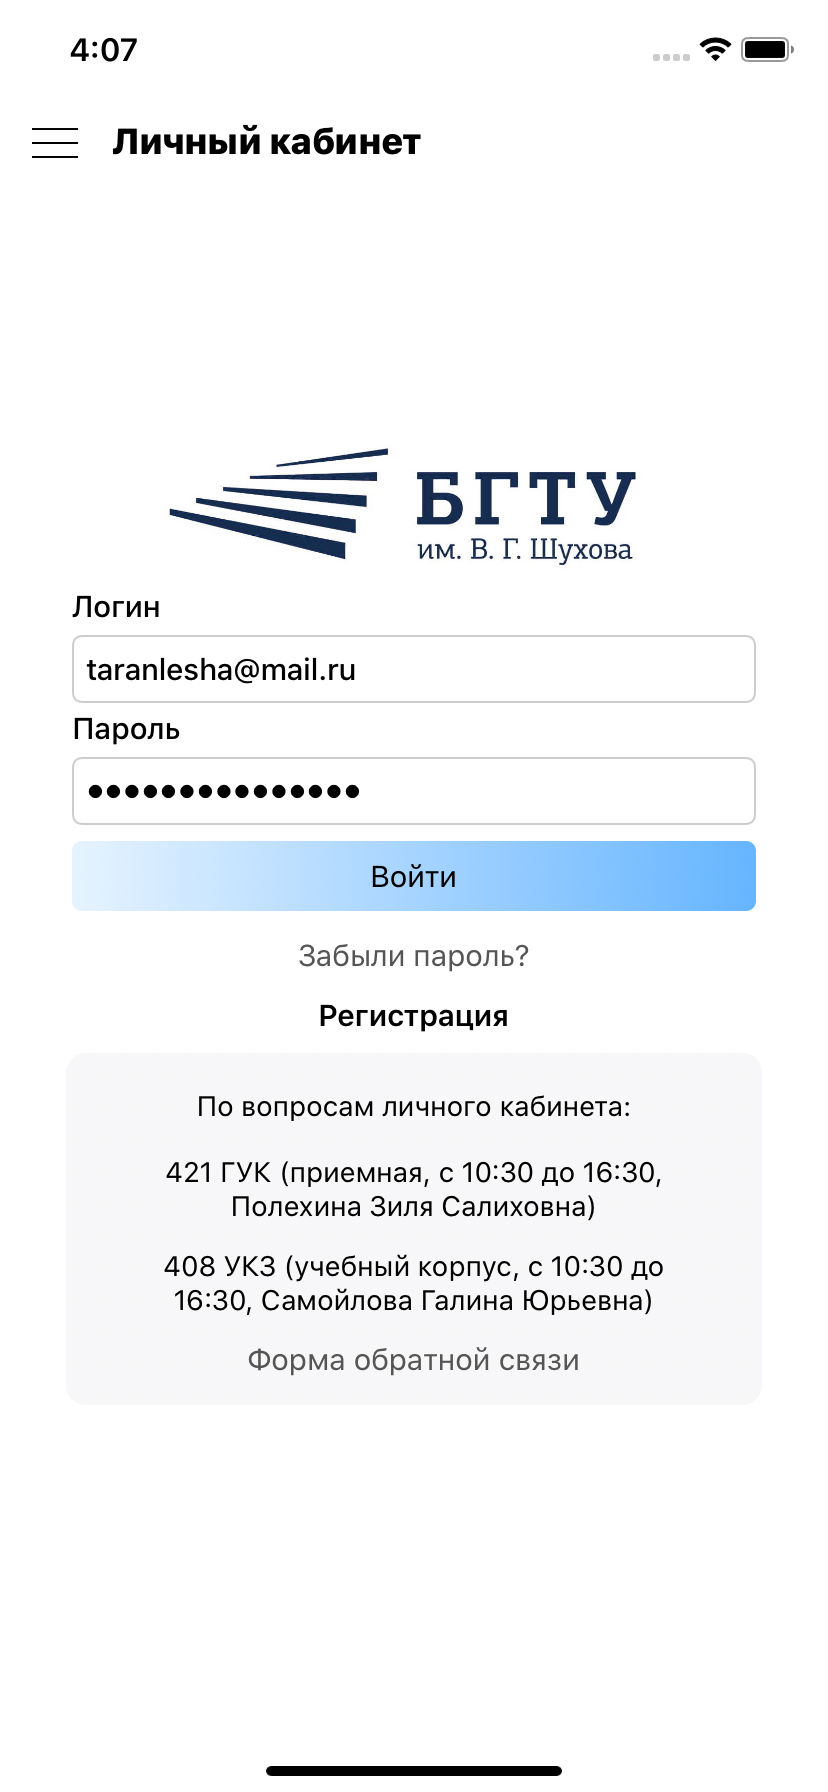 4:07
Личный кабинет
БГТУ
им. В. Г. Шухова
Логин
taranlesha@mail.ru
Пароль
•••••••••••••••
Войти
Забыли пароль?
Регистрация
По вопросам личного кабинета:
421 ГУК (приемная, с 10:30 до 16:30,
Полехина Зиля Салиховна)
408 УК3 (учебный корпус, с 10:30 до
16:30, Самойлова Галина Юрьевна)
Форма обратной связи